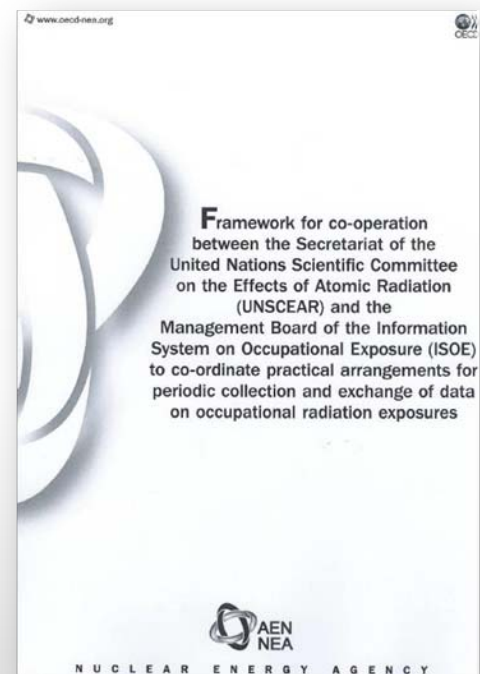 www.oecd-nea.org
OECD
Framework for co-operation
between the Secretariat of the
United Nations Scientific Committee
on the Effects of Atomic Radiation
(UNSCEAR) and the
Management Board of the Information
System on Occupational Exposure (ISOE)
to co-ordinate practical arrangements for
periodic collection and exchange of data
on occupational radiation exposures
AEN
NEA
NUCLEAR ENERGY AGENCY